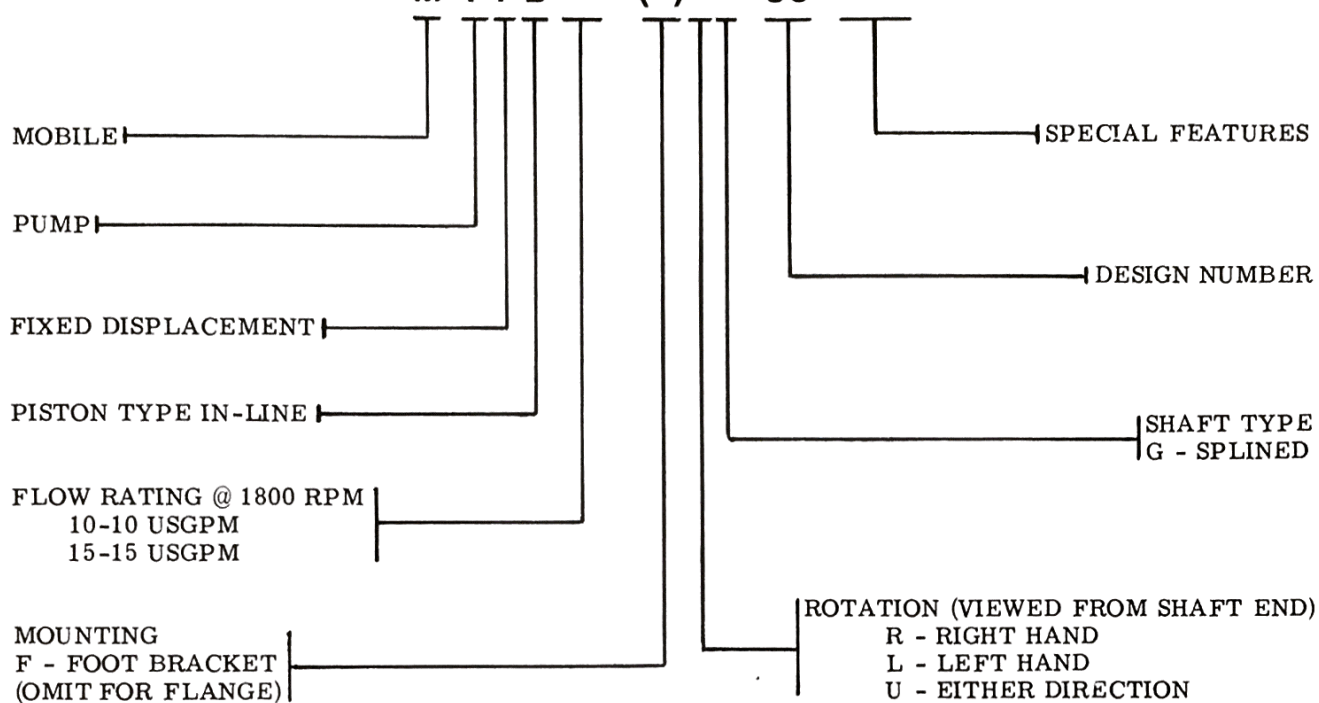 MOBILE
SPECIAL FEATURES
PUMP
DESIGN NUMBER
FIXED DISPLACEMENT
PISTON TYPE IN-LINE
SHAFT TYPE
G - SPLINED
FLOW RATING @ 1800 RPM
10-10 USGPM
15-15 USGPM
MOUNTING
F - FOOT BRACKET
(OMIT FOR FLANGE)
ROTATION (VIEWED FROM SHAFT END)
R - RIGHT HAND
L - LEFT HAND
U - EITHER DIRECTION